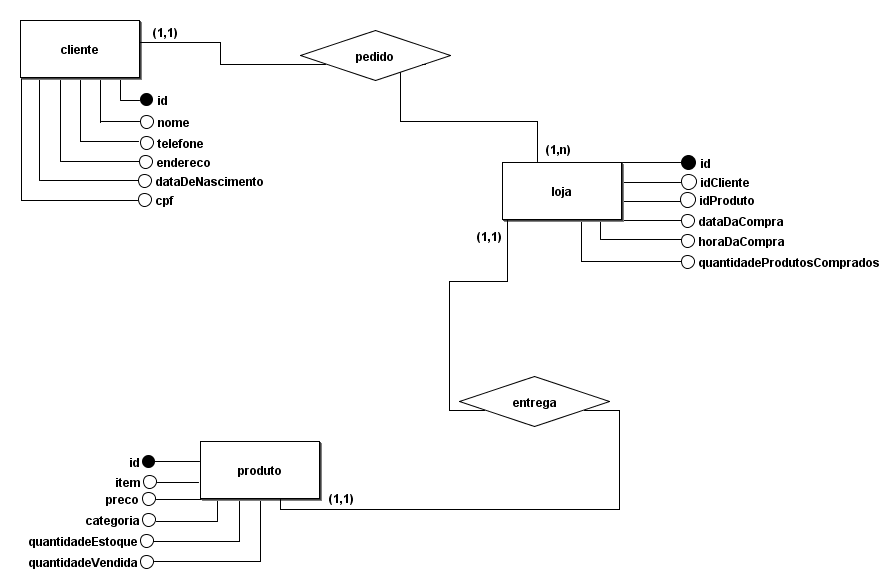 cliente
(1,1)
pedido
id
nome
telefone
endereco
dataDeNascimento
cpf
(1,n)
loja
id
idCliente
idProduto
dataDaCompra
horaDaCompra
quantidadeProdutosComprados
(1,1)
entrega
produto
(1,1)
id
item
preco
categoria
quantidadeEstoque
quantidadeVendida